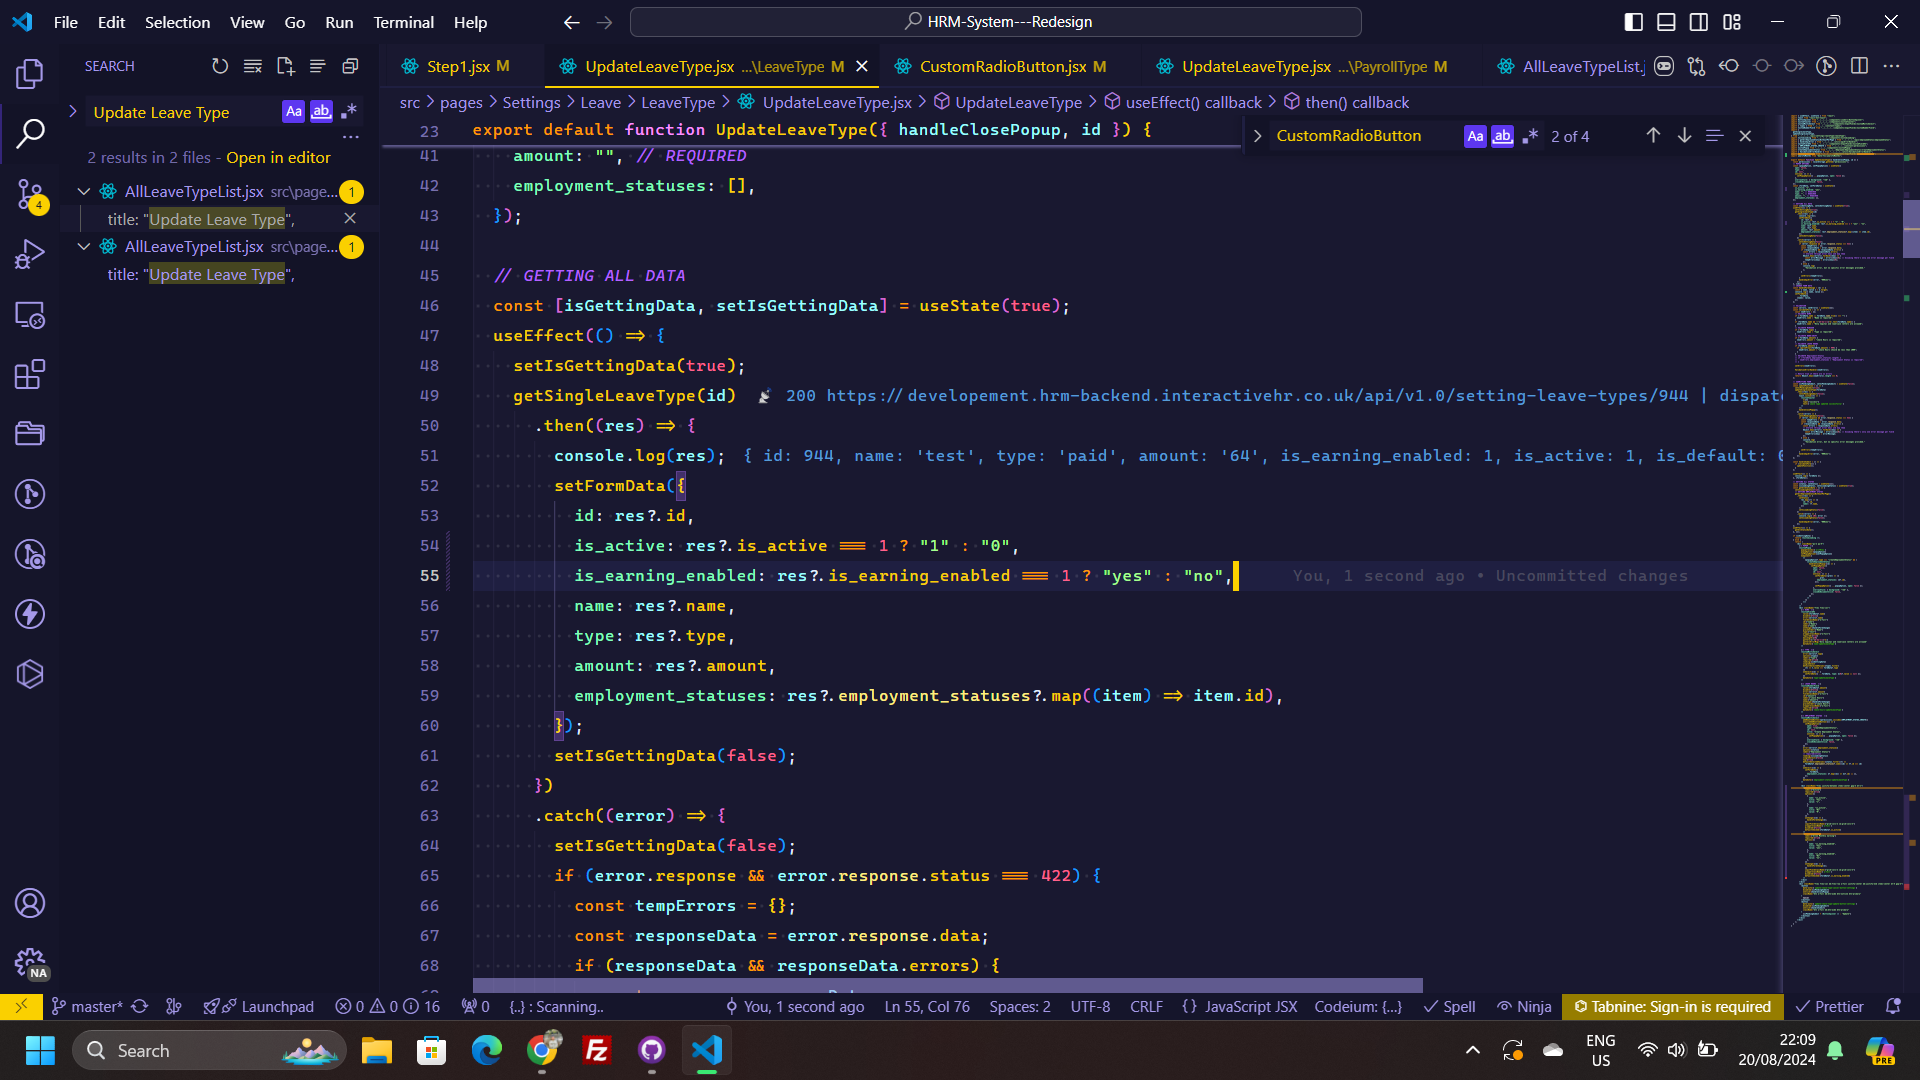 File Edit Selection View Go Run Terminal Help
HRM-System---Redesign
SEARCH
Step1.jsx M
UpdateLeaveType.jsx ...\LeaveType M
CustomRadioButton.jsx M
UpdateLeaveType.jsx ...\PayrollType M
AllLeaveTypeList.j
Update Leave Type
Aa ab
2 results in 2 files - Open in editor
AllLeaveTypeList.jsx src\page... 1
title: "Update Leave Type",
AllLeaveTypeList.jsx src\page... 1
title: "Update Leave Type",
4
NA
src > pages > Settings > Leave > LeaveType > UpdateLeaveType.jsx > UpdateLeaveType > useEffect() callback > then() callback
CustomRadioButton Aa ab 2 of 4
23 export default function UpdateLeaveType({ handleClosePopup, id }) {
41 amount: "", // REQUIRED
42 employment_statuses: [],
43 });
44
45 // GETTING ALL DATA
46 const [isGettingData, setIsGettingData] = useState(true);
47 useEffect(() => {
48 setIsGettingData(true);
49 getSingleLeaveType(id) 200 https://developement.hrm-backend.interactivehr.co.uk/api/v1.0/setting-leave-types/944 | dispatc
50 .then((res) => {
51 console.log(res); { id: 944, name: 'test', type: 'paid', amount: '64', is_earning_enabled: 1, is_active: 1, is_default: 0
52 setFormData({
53 id: res?.id,
54 is_active: res?.is_active === 1 ? "1" : "0",
55 is_earning_enabled: res?.is_earning_enabled === 1 ? "yes" : "no", You, 1 second ago • Uncommitted changes
56 name: res?.name,
57 type: res?.type,
58 amount: res?.amount,
59 employment_statuses: res?.employment_statuses?.map((item) => item.id),
60 });
61 setIsGettingData(false);
62 })
63 .catch((error) => {
64 setIsGettingData(false);
65 if (error.response && error.response.status === 422) {
66 const tempErrors = {};
67 const responseData = error.response.data;
68 if (responseData && responseData.errors) {
master* Launchpad 0 0 16 0 {..} : Scanning.. You, 1 second ago Ln 55, Col 76 Spaces: 2 UTF-8 CRLF {} JavaScript JSX Codeium: {...} Spell Ninja Tabnine: Sign-in is required Prettier
Search
ENG
US
22:09
20/08/2024
PRE